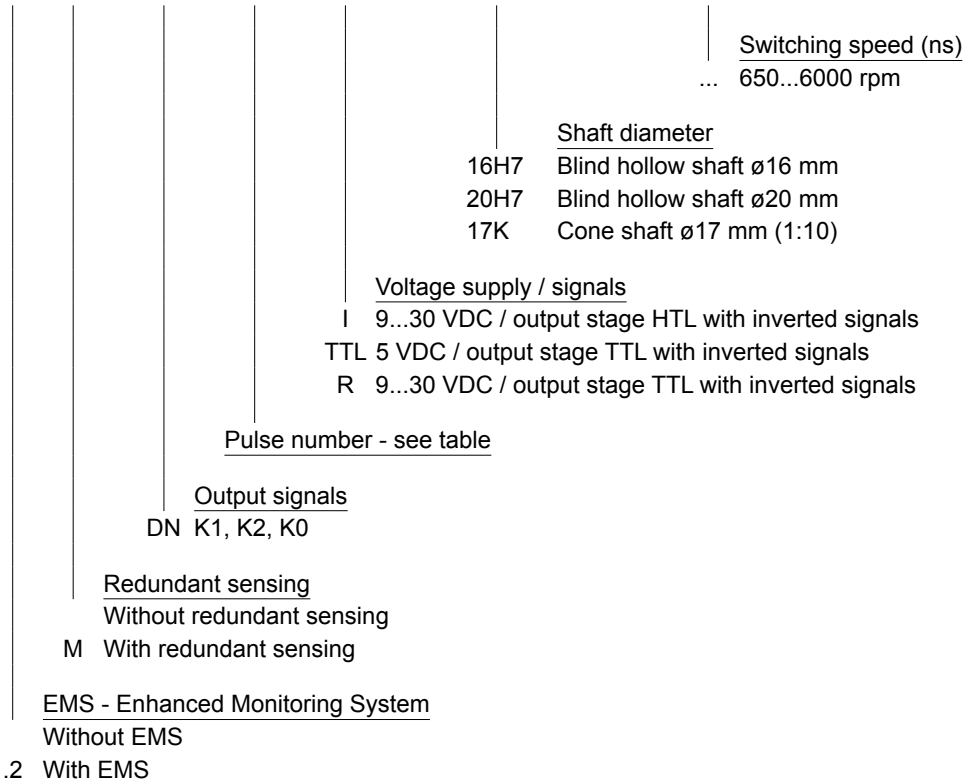 Switching speed (ns)
... 650...6000 rpm
Shaft diameter
16H7 Blind hollow shaft ø16 mm
20H7 Blind hollow shaft ø20 mm
17K Cone shaft ø17 mm (1:10)
Voltage supply / signals
I 9...30 VDC / output stage HTL with inverted signals
TTL 5 VDC / output stage TTL with inverted signals
R 9...30 VDC / output stage TTL with inverted signals
Pulse number - see table
Output signals
DN K1, K2, K0
Redundant sensing
Without redundant sensing
M With redundant sensing
EMS - Enhanced Monitoring System
Without EMS
.2 With EMS